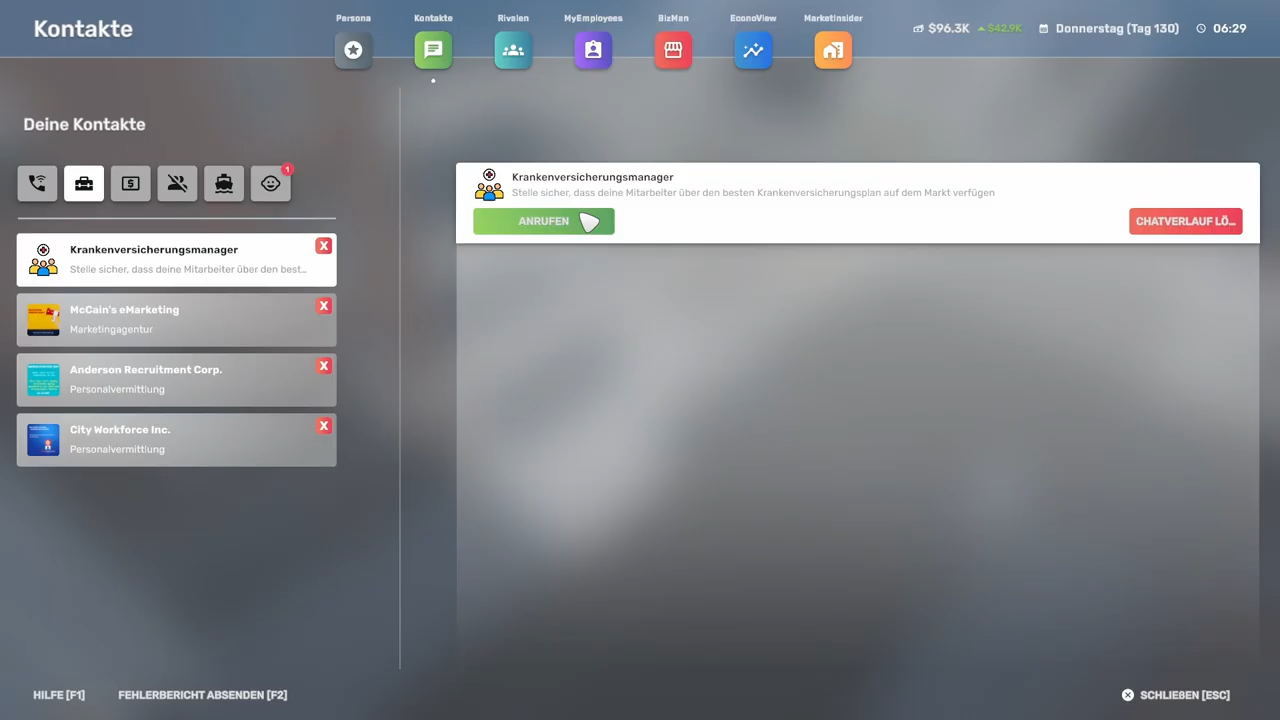 Kontakte
Persona
Kontakte
Rivalen
MyEmployees
BizMan
EconoView
MarketInsider
$96.3K
$42.9K
Donnerstag (Tag 130)
06:29
Deine Kontakte
1
Krankenversicherungsmanager
Stelle sicher, dass deine Mitarbeiter über den best...
X
McCain's eMarketing
Marketingagentur
X
Anderson Recruitment Corp.
Personalvermittlung
X
City Workforce Inc.
Personalvermittlung
X
Krankenversicherungsmanager
Stelle sicher, dass deine Mitarbeiter über den besten Krankenversicherungsplan auf dem Markt verfügen
ANRUFEN
CHATVERLAUF LÖ...
HILFE [F1]
FEHLERBERICHT ABSENDEN [F2]
SCHLIEẞEN [ESC]